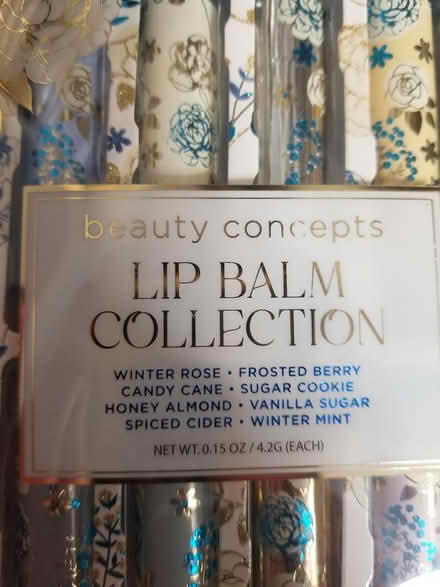 beauty concepts
LIP BALM
COLLECTION
WINTER ROSE • FROSTED BERRY
CANDY CANE • SUGAR COOKIE
HONEY ALMOND • VANILLA SUGAR
SPICED CIDER • WINTER MINT
NET WT. 0.15 OZ / 4.2G (EACH)